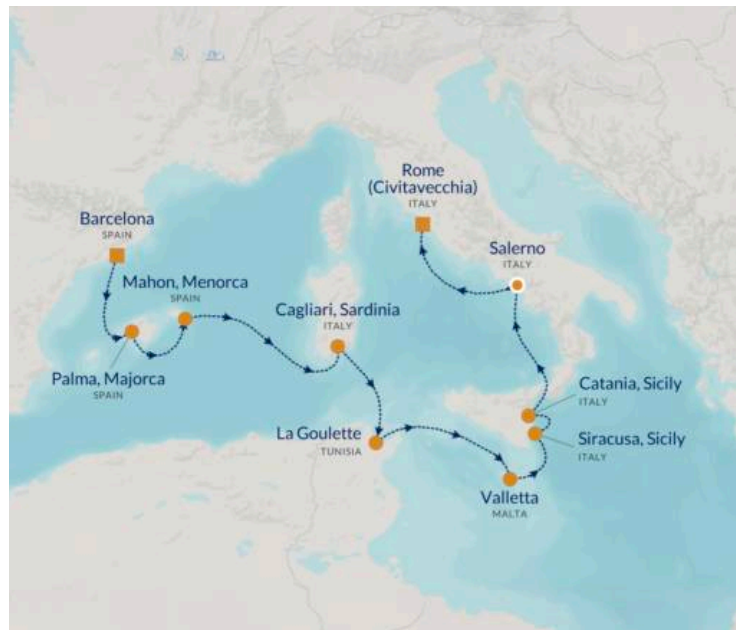 Rome
(Civitavecchia)
ITALY
Barcelona
SPAIN
Salerno
ITALY
Mahon, Menorca
SPAIN
Cagliari, Sardinia
ITALY
Palma, Majorca
SPAIN
Catania, Sicily
ITALY
La Goulette
TUNISIA
Siracusa, Sicily
ITALY
Valletta
MALTA